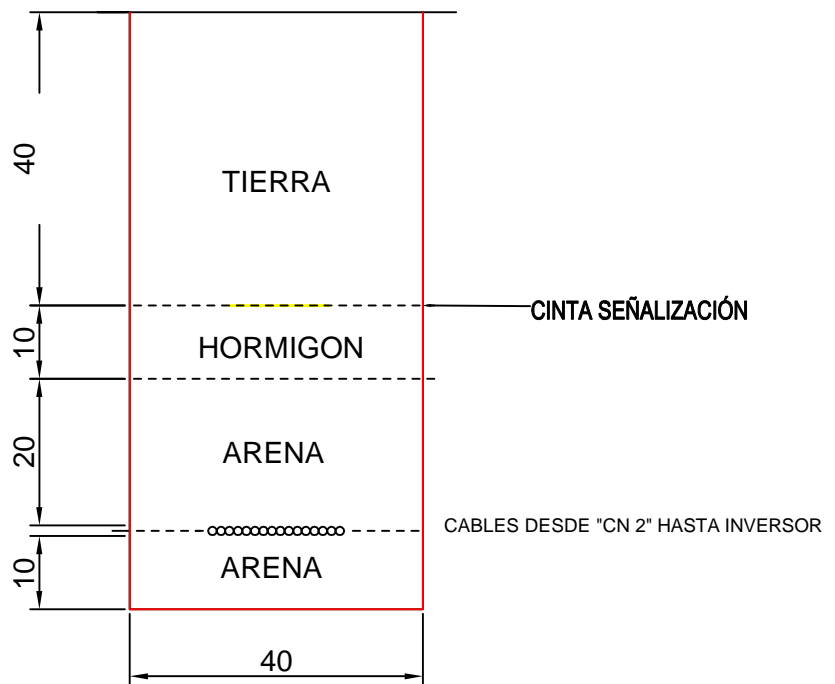 40
TIERRA
CINTA SEÑALIZACIÓN
10
HORMIGON
20
ARENA
CABLES DESDE "CN 2" HASTA INVERSOR
10
ARENA
40